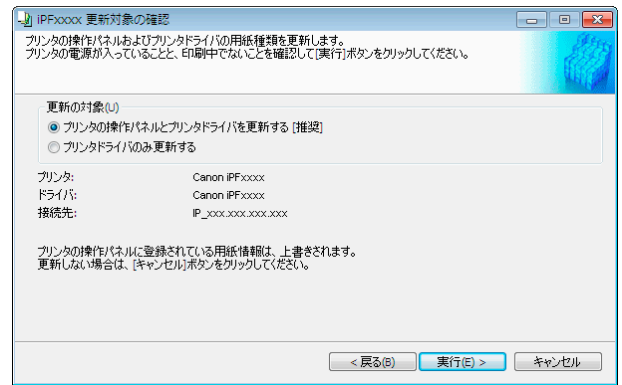 iPFxxxx 更新対象の確認
プリンタの操作パネルおよびプリンタドライバの用紙種類を更新します。
プリンタの電源が入っていることと、印刷中でないことを確認して[実行]ボタンをクリックしてください。
更新の対象(U)
プリンタの操作パネルとプリンタドライバを更新する [推奨]
プリンタドライバのみ更新する
プリンタ: Canon iPFxxxx
ドライバ: Canon iPFxxxx
接続先: IP_xxx.xxx.xxx.xxx
プリンタの操作パネルに登録されている用紙情報は、上書きされます。
更新しない場合は、[キャンセル]ボタンをクリックしてください。
< 戻る(B) 実行(E) > キャンセル